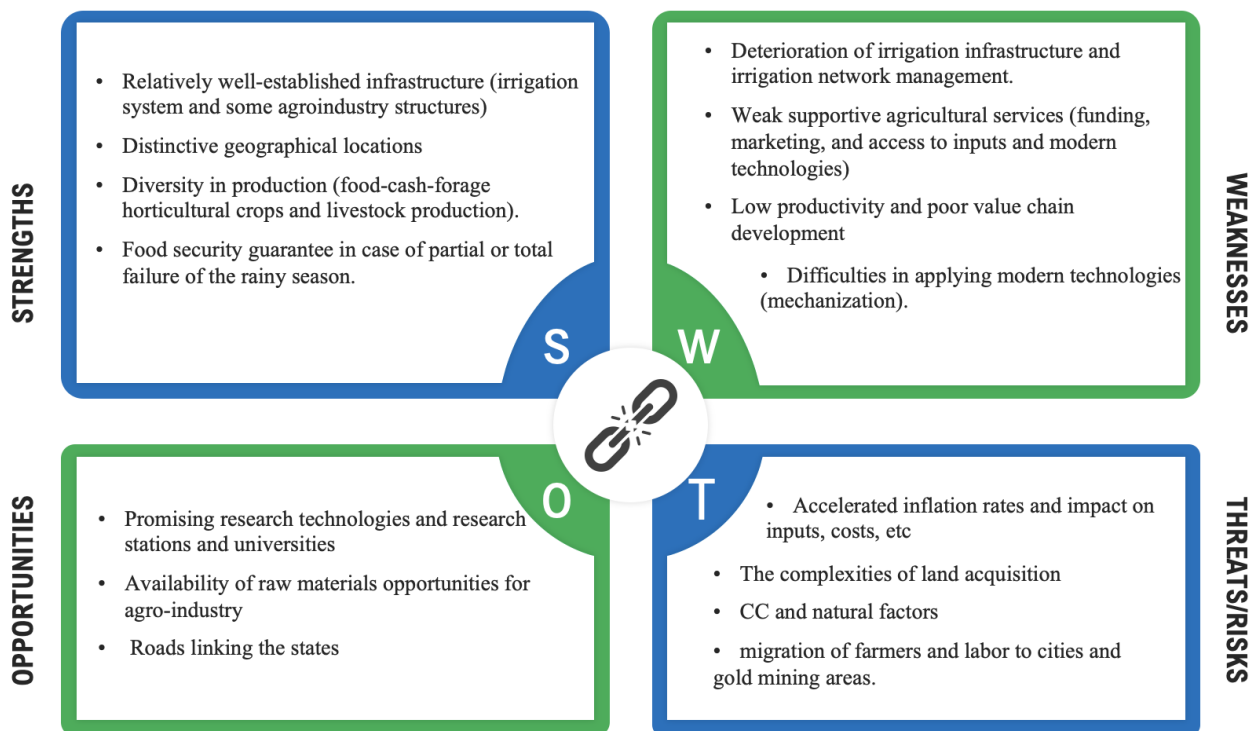 STRENGTHS
• Relatively well-established infrastructure (irrigation
system and some agroindustry structures)
• Distinctive geographical locations
• Diversity in production (food-cash-forage
horticultural crops and livestock production).
• Food security guarantee in case of partial or total
failure of the rainy season.
S
WEAKNESSES
• Deterioration of irrigation infrastructure and
irrigation network management.
• Weak supportive agricultural services (funding,
marketing, and access to inputs and modern
technologies)
• Low productivity and poor value chain
development
• Difficulties in applying modern technologies
(mechanization).
W
OPPORTUNITIES
O
• Promising research technologies and research
stations and universities
• Availability of raw materials opportunities for
agro-industry
• Roads linking the states
THREATS/RISKS
T
• Accelerated inflation rates and impact on
inputs, costs, etc
• The complexities of land acquisition
• CC and natural factors
• migration of farmers and labor to cities and
gold mining areas.